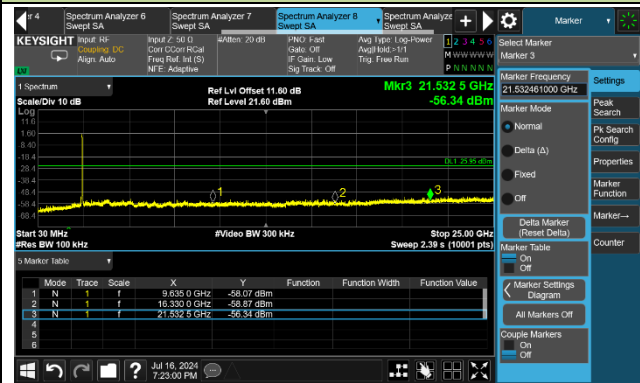 er 4
Spectrum Analyzer 6
Swept SA
Spectrum Analyzer 7
Swept SA
Spectrum Analyzer 8
Swept SA
Spectrum Analyze
Swept SA
Marker
KEYSIGHT
Input: RF
Coupling: DC
Align: Auto
Input Z: 50 Ω
Corr CCorr RCal
Freq Ref: Int (S)
NFE: Adaptive
#Atten: 20 dB
PNO: Fast
Gate: Off
IF Gain: Low
Sig Track: Off
Avg Type: Log-Power
Avg|Hold:>1/1
Trig: Free Run
1 2 3 4 5 6
M W W W W W
P N N N N N
LW
Select Marker
Marker 3
1 Spectrum
Scale/Div 10 dB
Log
Ref Lvl Offset 11.60 dB
Ref Level 21.60 dBm
Mkr3 21.532 5 GHz
-56.34 dBm
11.6
1.60
-8.40
-18.4
-28.4
-38.4
-48.4
-58.4
-68.4
1
2
3
Start 30 MHz
#Res BW 100 kHz
#Video BW 300 kHz
Stop 25.00 GHz
Sweep 2.39 s (10001 pts)
5 Marker Table
Mode Trace Scale X Y Function Function Width Function Value
1 N 1 f 9.635 0 GHz -58.07 dBm
2 N 1 f 16.330 0 GHz -58.87 dBm
3 N 1 f 21.532 5 GHz -56.34 dBm
4
5
6
Marker Frequency
21.532461000 GHz
Marker Mode
Normal
Delta (Δ)
Fixed
Off
Delta Marker
(Reset Delta)
Marker Table
On
Off
Marker Settings
Diagram
All Markers Off
Couple Markers
On
Off
Settings
Peak
Search
Pk Search
Config
Properties
Marker
Function
Marker→
Counter
Jul 16, 2024
7:23:00 PM